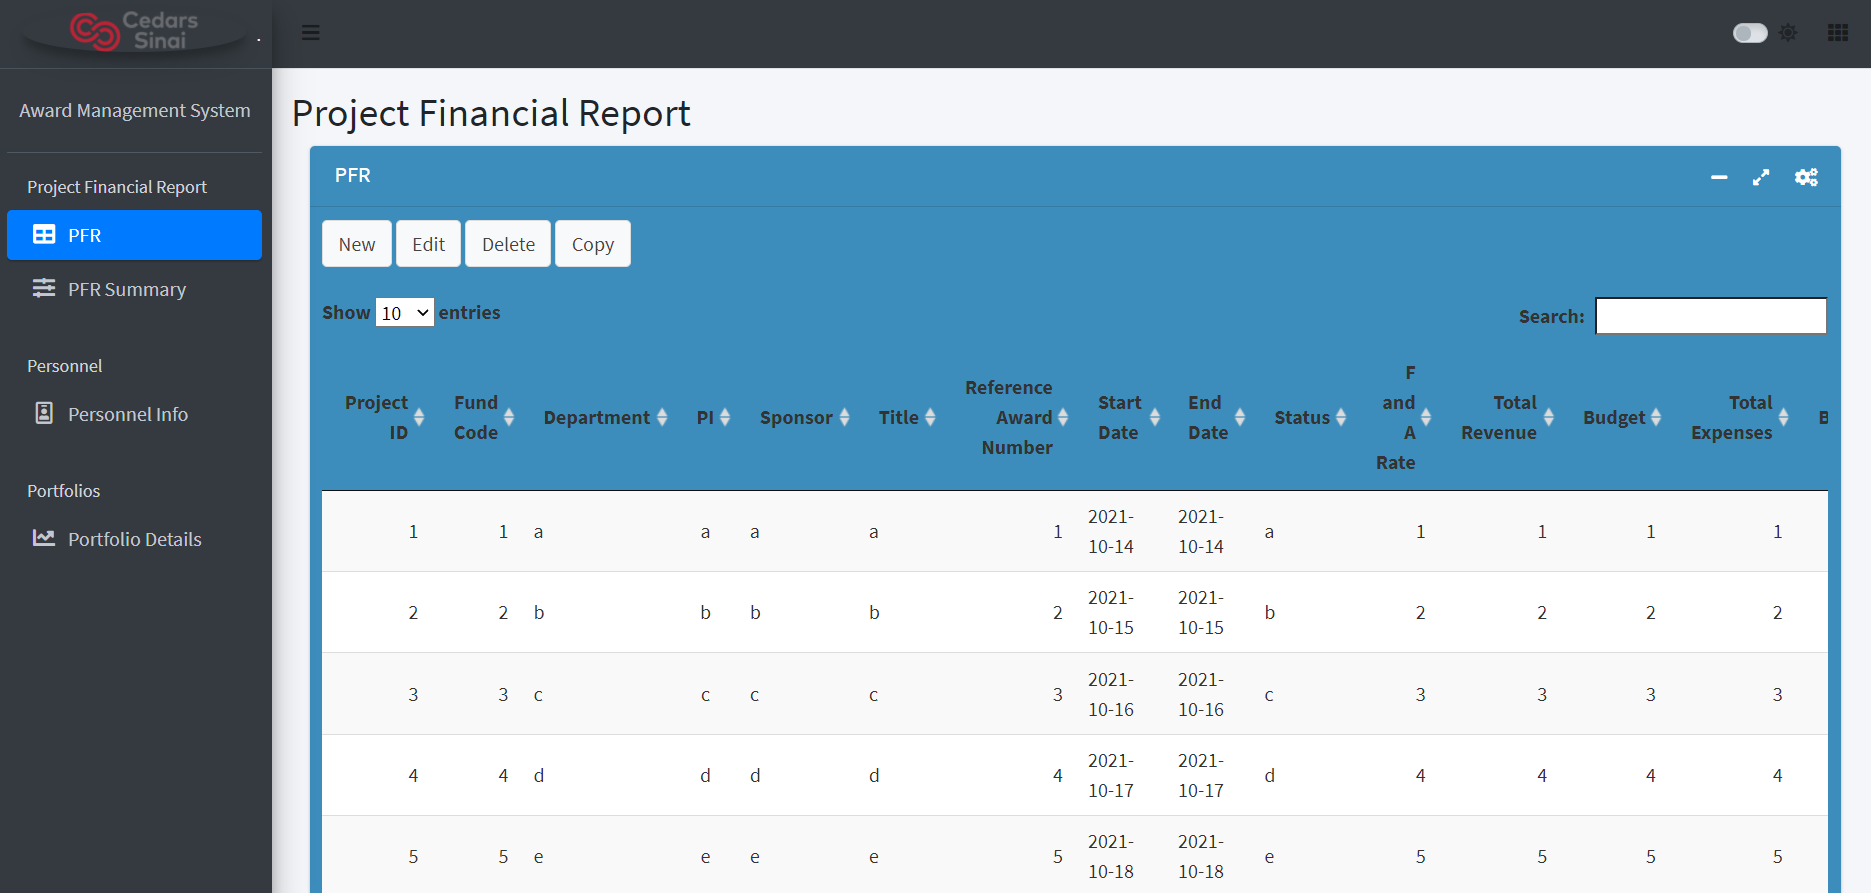 Cedars
Sinai
.
Award Management System
Project Financial Report
PFR
PFR Summary
Personnel
Personnel Info
Portfolios
Portfolio Details
Project Financial Report
PFR
New Edit Delete Copy
Show 10 entries
Search:
Project ID Fund Code Department PI Sponsor Title Reference Award Number Start Date End Date Status F and A Rate Total Revenue Budget Total Expenses B
1 1 a a a a 1 2021-10-14 2021-10-14 a 1 1 1 1
2 2 b b b b 2 2021-10-15 2021-10-15 b 2 2 2 2
3 3 c c c c 3 2021-10-16 2021-10-16 c 3 3 3 3
4 4 d d d d 4 2021-10-17 2021-10-17 d 4 4 4 4
5 5 e e e e 5 2021-10-18 2021-10-18 e 5 5 5 5